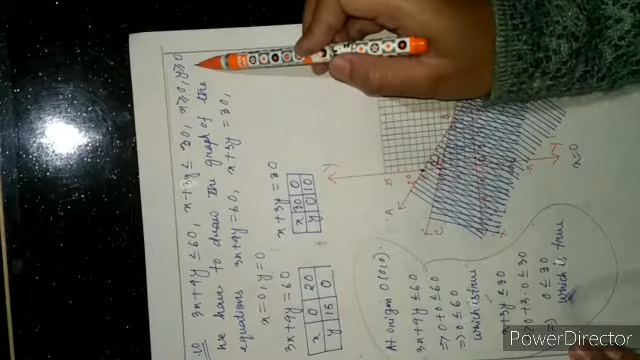 3x+4y ≤ 60, x+3y ≤ 30, x≥0, y≥0
We have to draw the graph of the
equations 3x+4y=60, x+3y=30,
x=0, y=0
3x+4y=60
x 0 20
y 15 0
x+3y=30
x 30 0
y 0 10
At origin O(0,0)
3x+4y ≤ 60
⇒ 0+0 ≤ 60
⇒ 0 ≤ 60
which is true
x+3y ≤ 30
⇒ 0+3·0 ≤ 30
⇒ 0 ≤ 30
which is true
x≥0
PowerDirector